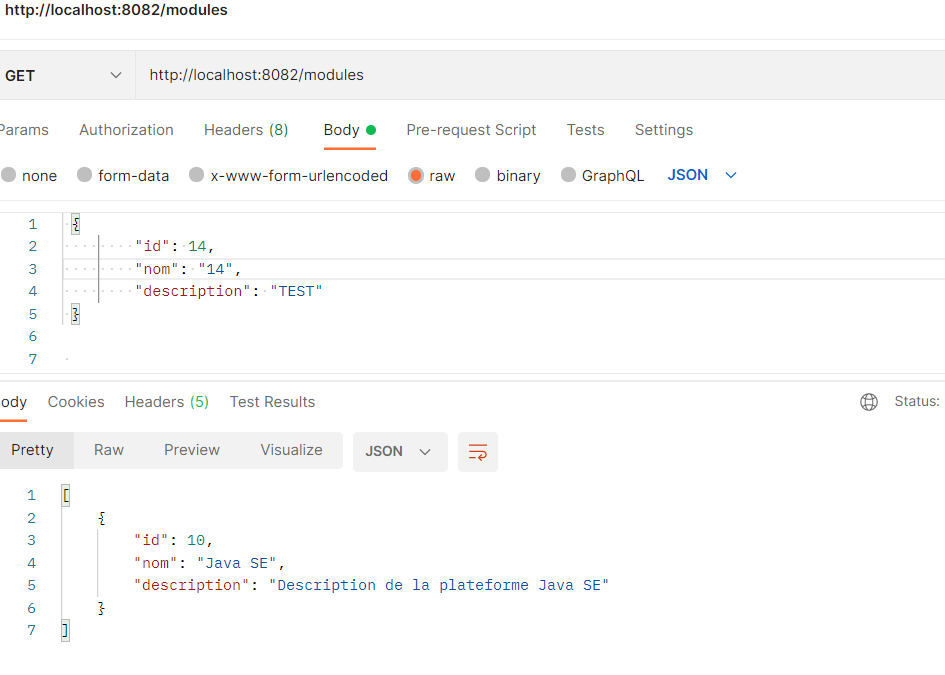 http://localhost:8082/modules
GET http://localhost:8082/modules
Params Authorization Headers (8) Body Pre-request Script Tests Settings
none form-data x-www-form-urlencoded raw binary GraphQL JSON
1 {
2 "id": 14,
3 "nom": "14",
4 "description": "TEST"
5 }
6
7
ody Cookies Headers (5) Test Results Status:
Pretty Raw Preview Visualize JSON
1 [
2 {
3 "id": 10,
4 "nom": "Java SE",
5 "description": "Description de la plateforme Java SE"
6 }
7 ]